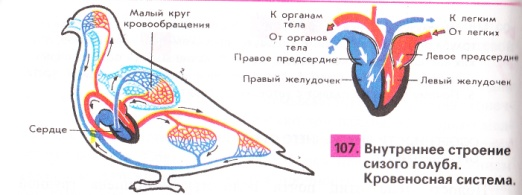 Малый круг
кровообращения
Сердце
К органам
тела
От органов
тела
Правое предсердие
Правый желудочек
К легким
От легких
Левое предсердие
Левый желудочек
107. Внутреннее строение
сизого голубя.
Кровеносная система.